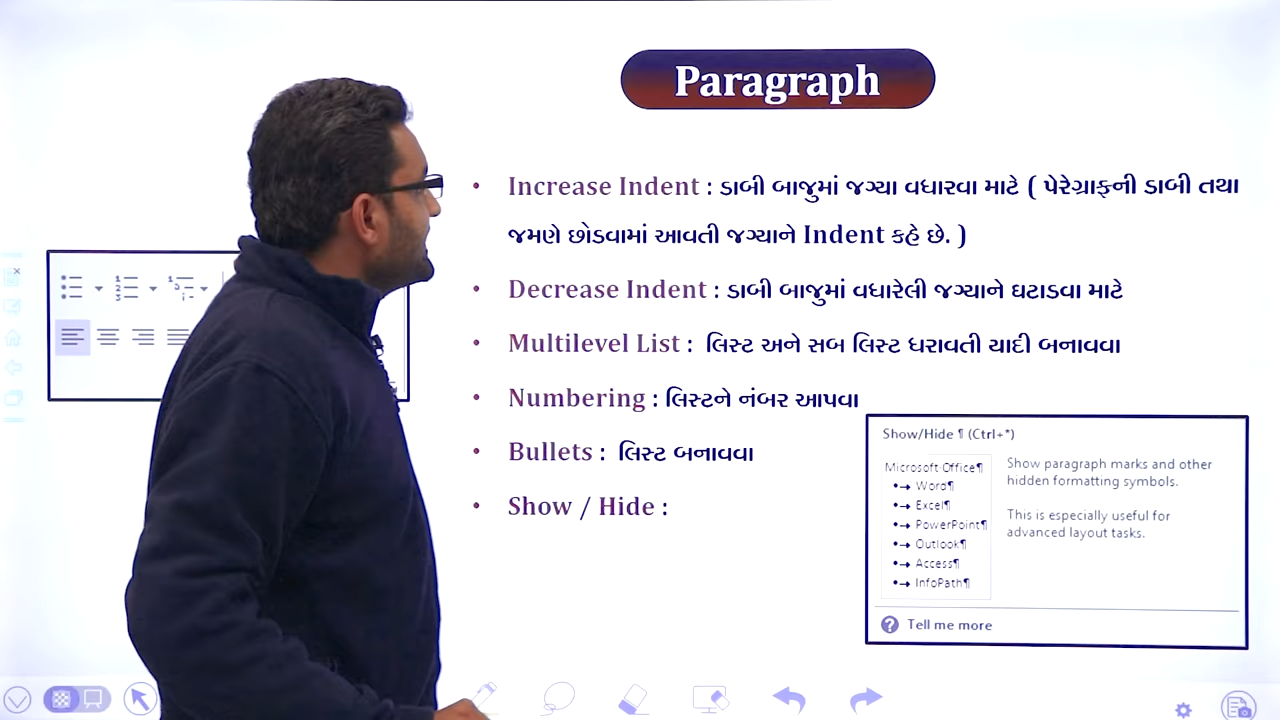 Paragraph
• Increase Indent : ડાબી બાજુમાં જગ્યા વધારવા માટે ( પેરેગ્રાફની ડાબી તથા
જમણે છોડવામાં આવતી જગ્યાને Indent કહે છે. )
• Decrease Indent : ડાબી બાજુમાં વધારેલી જગ્યાને ઘટાડવા માટે
• Multilevel List : લિસ્ટ અને સબ લિસ્ટ ધરાવતી યાદી બનાવવા
• Numbering : લિસ્ટને નંબર આપવા
• Bullets : લિસ્ટ બનાવવા
• Show / Hide :
Show/Hide ¶ (Ctrl+*)
Microsoft·Office¶
•→ Word¶
•→ Excel¶
•→ PowerPoint¶
•→ Outlook¶
•→ Access¶
•→ InfoPath¶
Show paragraph marks and other
hidden formatting symbols.
This is especially useful for
advanced layout tasks.
Tell me more